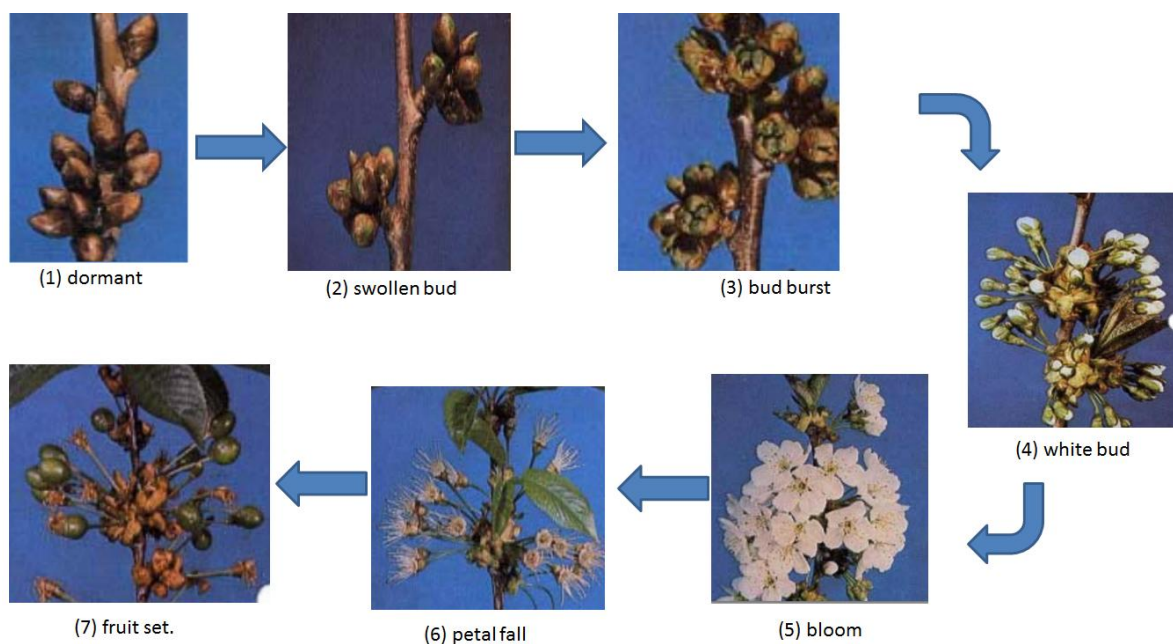 (1) dormant
(2) swollen bud
(3) bud burst
(4) white bud
(5) bloom
(6) petal fall
(7) fruit set.